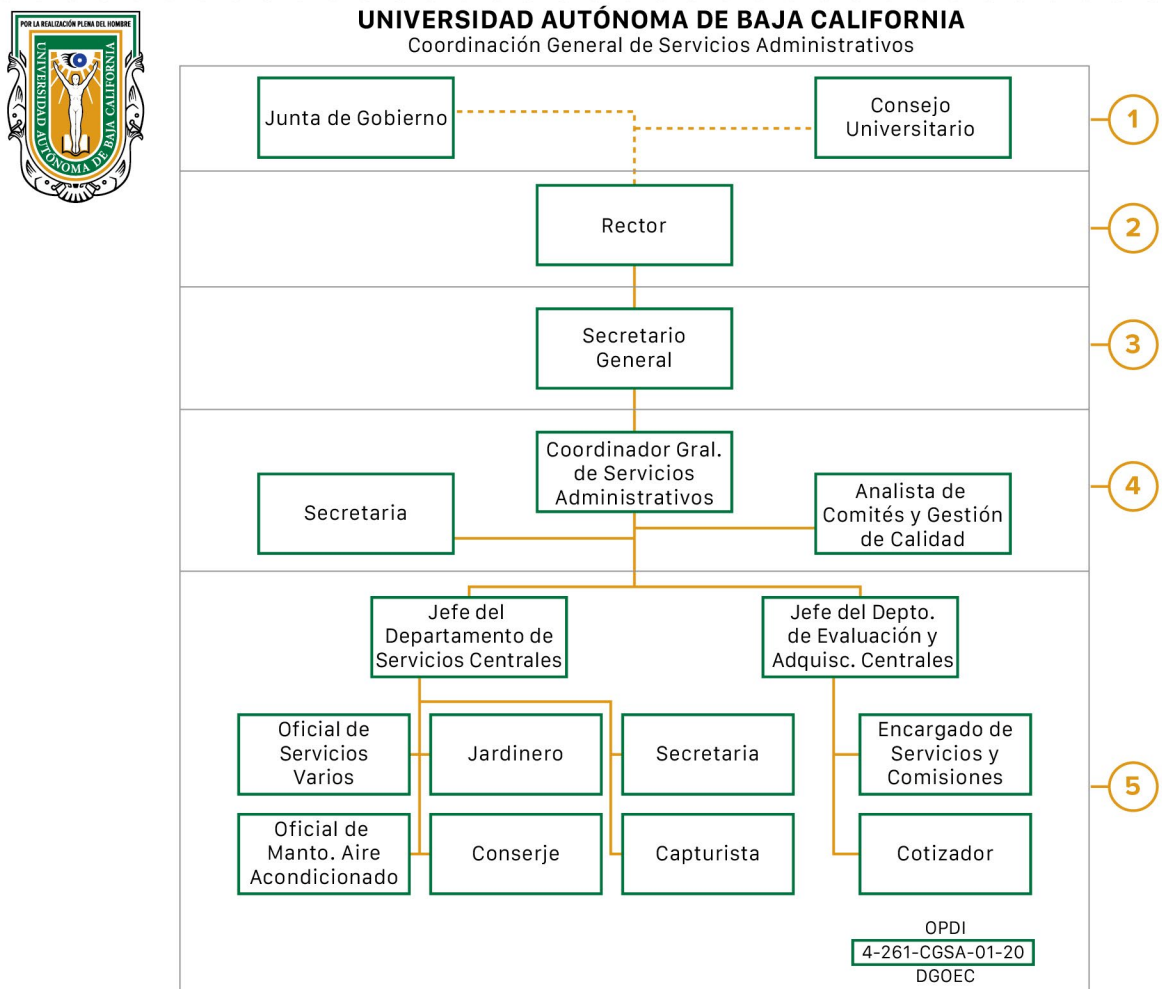 POR LA REALIZACIÓN PLENA DEL HOMBRE
UNIVERSIDAD AUTÓNOMA DE BAJA CALIFORNIA
UNIVERSIDAD AUTÓNOMA DE BAJA CALIFORNIA
Coordinación General de Servicios Administrativos
Junta de Gobierno
Consejo
Universitario
1
Rector
2
Secretario
General
3
Coordinador Gral.
de Servicios
Administrativos
Secretaria
Analista de
Comités y Gestión
de Calidad
4
Jefe del
Departamento de
Servicios Centrales
Jefe del Depto.
de Evaluación y
Adquisc. Centrales
Oficial de
Servicios
Varios
Jardinero
Secretaria
Encargado de
Servicios y
Comisiones
5
Oficial de
Manto. Aire
Acondicionado
Conserje
Capturista
Cotizador
OPDI
4-261-CGSA-01-20
DGOEC